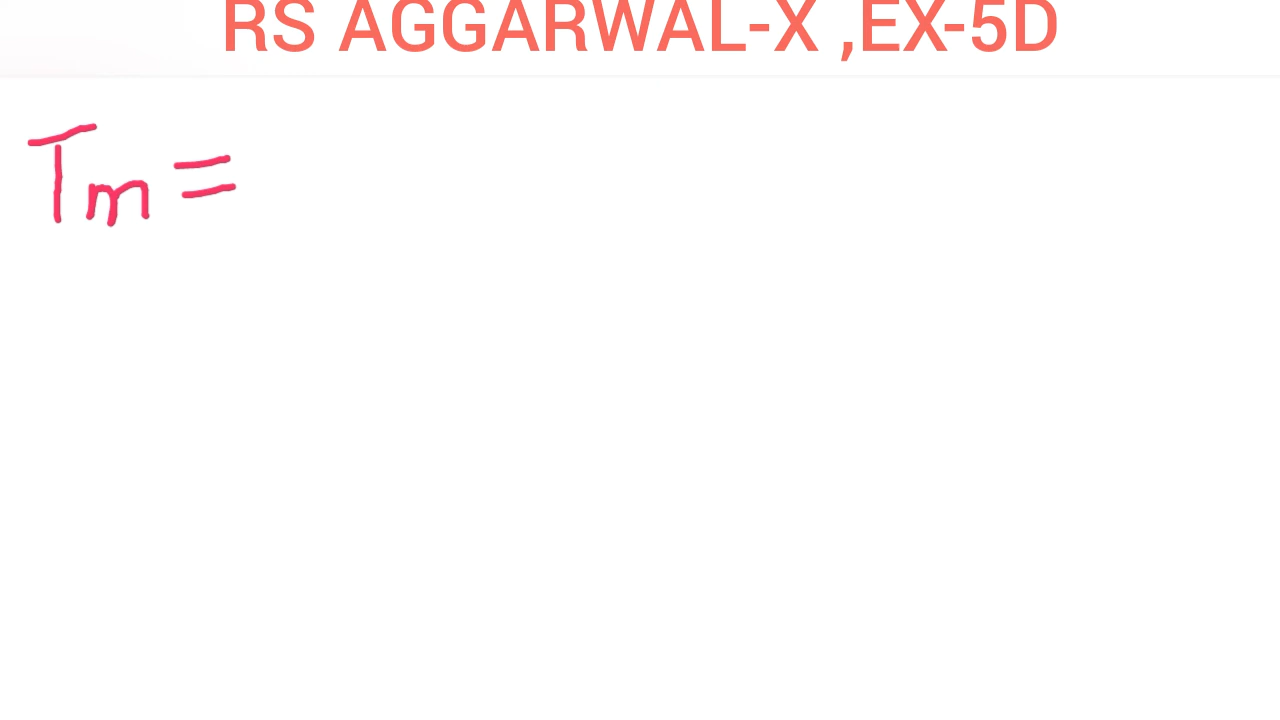 RS AGGARWAL-X ,EX-5D
Tm =